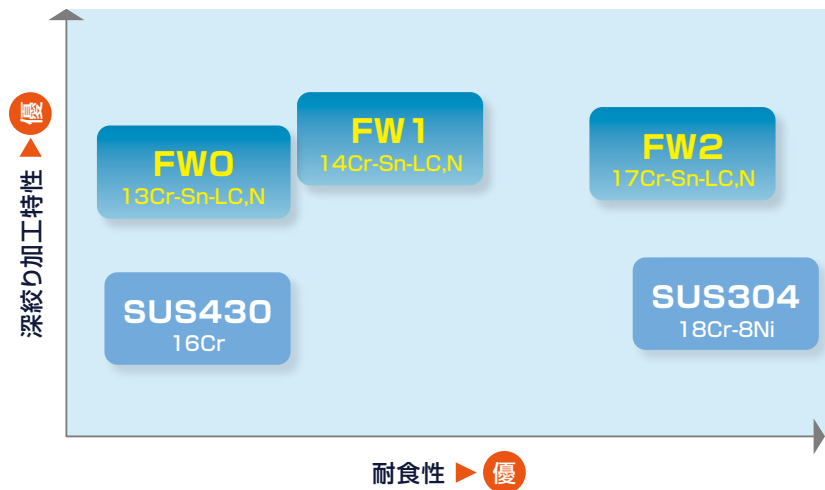 優
深絞り加工特性
FW0
13Cr-Sn-LC,N
FW1
14Cr-Sn-LC,N
FW2
17Cr-Sn-LC,N
SUS430
16Cr
SUS304
18Cr-8Ni
耐食性 ▶ 優